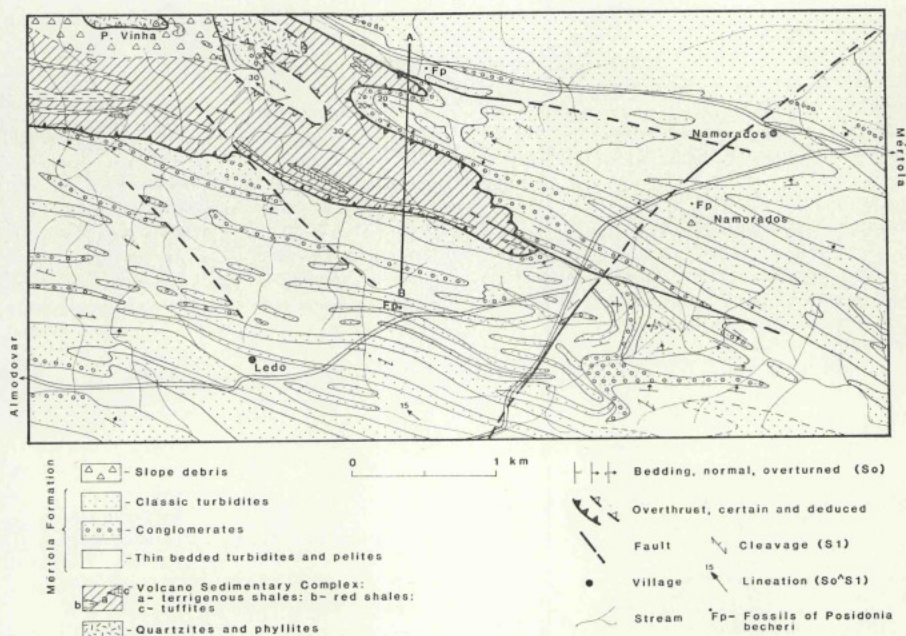 P. Vinha
A
Fp
30
20
20
30
15
Namorados
Mértola
Fp
Namorados
B
Fp
Ledo
Almodovar
15
0 1 km
Mértola Formation
- Slope debris
- Classic turbidites
- Conglomerates
- Thin bedded turbidites and pelites
b a c
- Volcano Sedimentary Complex:
a- terrigenous shales; b- red shales;
c- tuffites
- Quartzites and phyllites
Bedding, normal, overturned (So)
Overthrust, certain and deduced
Fault
Cleavage (S1)
Village
15
Lineation (So^S1)
Stream
Fp- Fossils of Posidonia
becheri